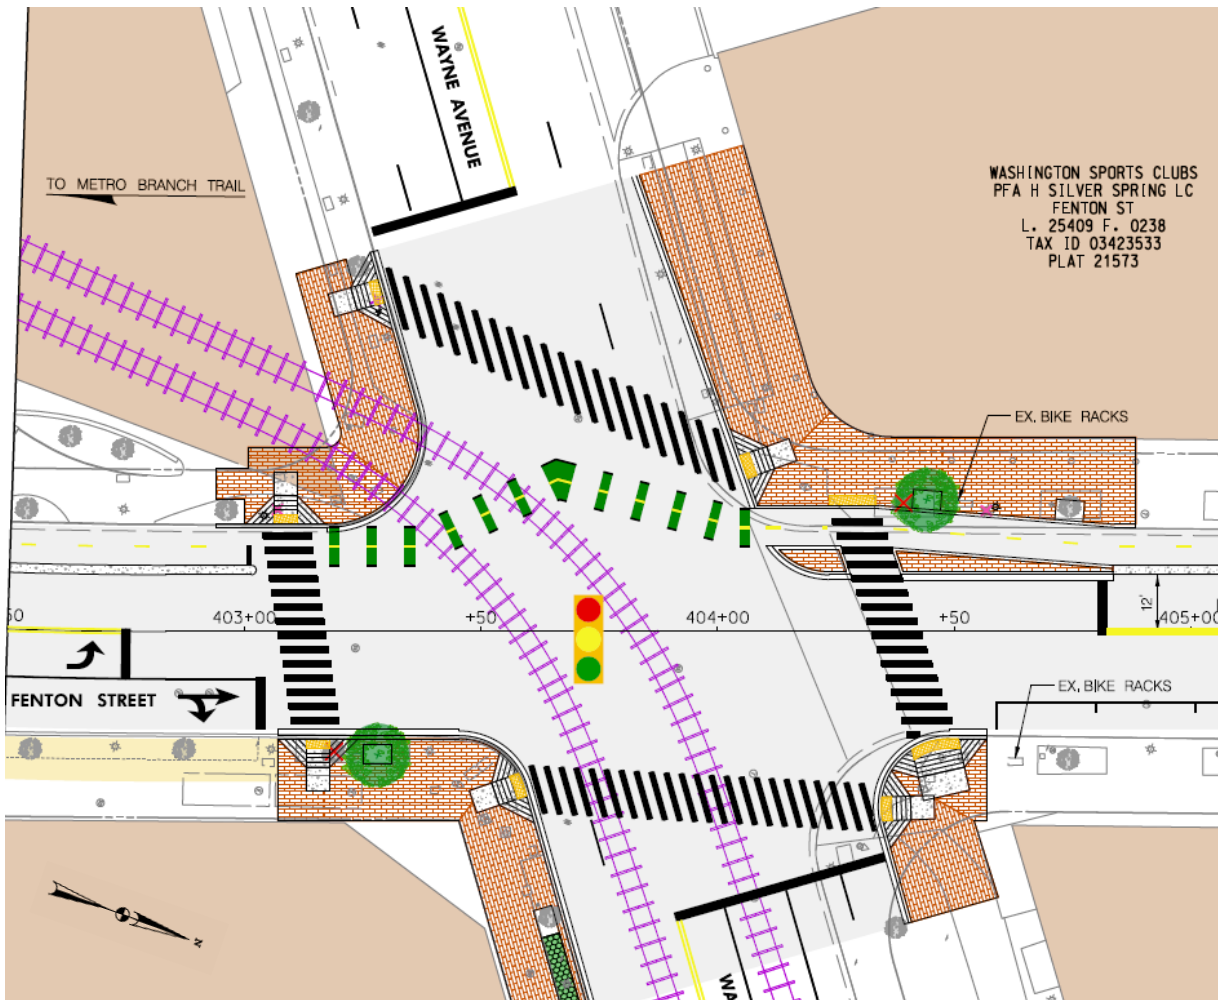 WAYNE AVENUE
TO METRO BRANCH TRAIL
WASHINGTON SPORTS CLUBS
PFA H SILVER SPRING LC
FENTON ST
L. 25409 F. 0238
TAX ID 03423533
PLAT 21573
EX. BIKE RACKS
50
403+00
+50
404+00
+50
12'
405+00
FENTON STREET
EX. BIKE RACKS
N
WA